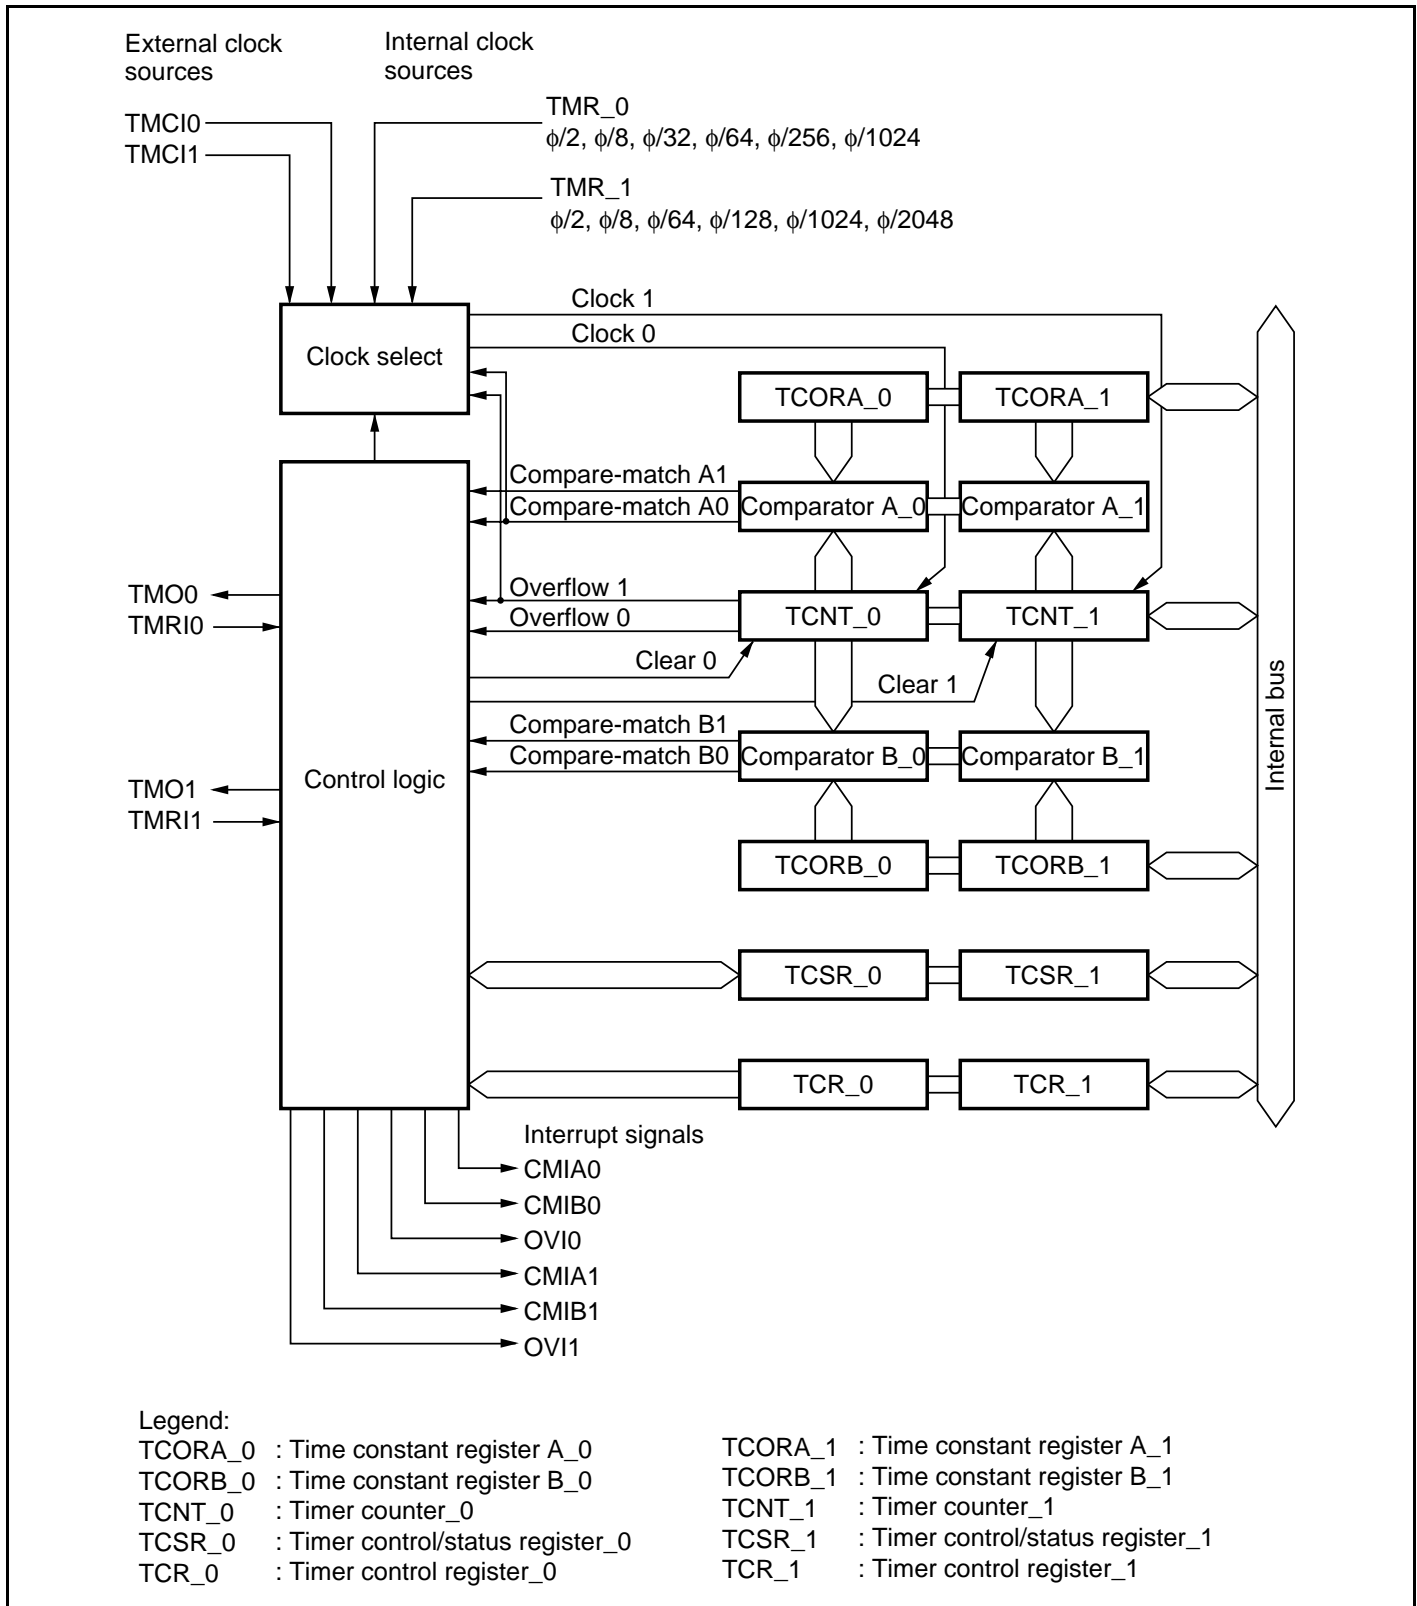 External clock
sources
Internal clock
sources
TMCI0
TMCI1
TMR_0
ϕ/2, ϕ/8, ϕ/32, ϕ/64, ϕ/256, ϕ/1024
TMR_1
ϕ/2, ϕ/8, ϕ/64, ϕ/128, ϕ/1024, ϕ/2048
Clock 1
Clock 0
Clock select
TCORA_0
TCORA_1
Compare-match A1
Compare-match A0
Comparator A_0
Comparator A_1
TMO0
TMRI0
Overflow 1
Overflow 0
TCNT_0
TCNT_1
Clear 0
Clear 1
Internal bus
Compare-match B1
Compare-match B0
Comparator B_0
Comparator B_1
Control logic
TMO1
TMRI1
TCORB_0
TCORB_1
TCSR_0
TCSR_1
TCR_0
TCR_1
Interrupt signals
CMIA0
CMIB0
OVI0
CMIA1
CMIB1
OVI1
Legend:
TCORA_0 : Time constant register A_0
TCORB_0 : Time constant register B_0
TCNT_0 : Timer counter_0
TCSR_0 : Timer control/status register_0
TCR_0 : Timer control register_0
TCORA_1 : Time constant register A_1
TCORB_1 : Time constant register B_1
TCNT_1 : Timer counter_1
TCSR_1 : Timer control/status register_1
TCR_1 : Timer control register_1